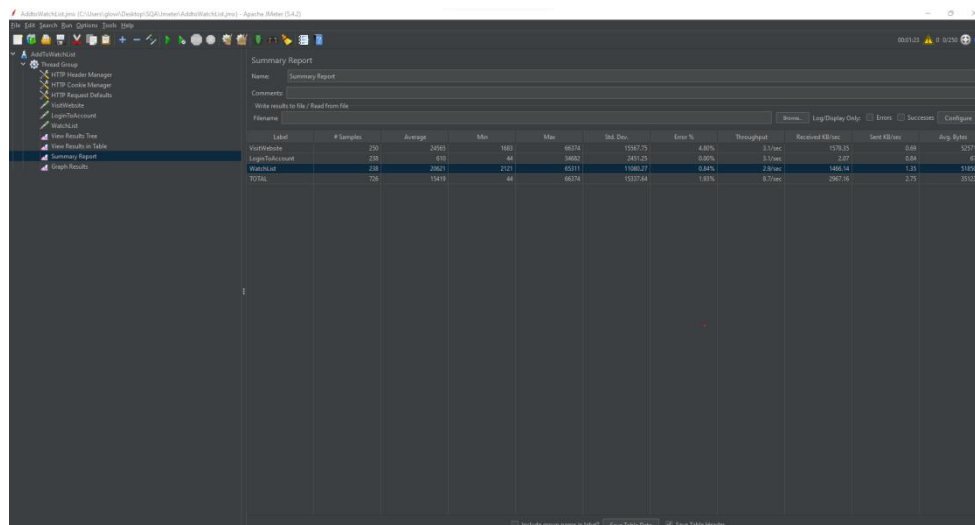 AddtoWatchList.jmx (C:\Users\glosv\Desktop\SQA\Jmeter\AddtoWatchList.jmx) - Apache JMeter (5.4.2)
File Edit Search Run Options Tools Help
00:01:23 0 0/250
AddToWatchList
Thread Group
HTTP Header Manager
HTTP Cookie Manager
HTTP Request Defaults
VisitWebsite
LoginToAccount
WatchList
View Results Tree
View Results in Table
Summary Report
Graph Results
Summary Report
Name: Summary Report
Comments:
Write results to file / Read from file
Filename Browse... Log/Display Only: Errors Successes Configure
Label # Samples Average Min Max Std. Dev. Error % Throughput Received KB/sec Sent KB/sec Avg. Bytes
VisitWebsite 250 24565 1683 66374 15567.75 4.80% 3.1/sec 1578.35 0.69
LoginToAccount 238 610 44 34682 2451.25 0.00% 3.1/sec 2.07 0.84
WatchList 238 20621 2121 65311 11080.27 0.84% 2.9/sec 1466.14 1.35
TOTAL 726 15419 44 66374 15337.64 1.93% 8.7/sec 2967.16 2.75
Include group name in label? Save Table Data Save Table Header